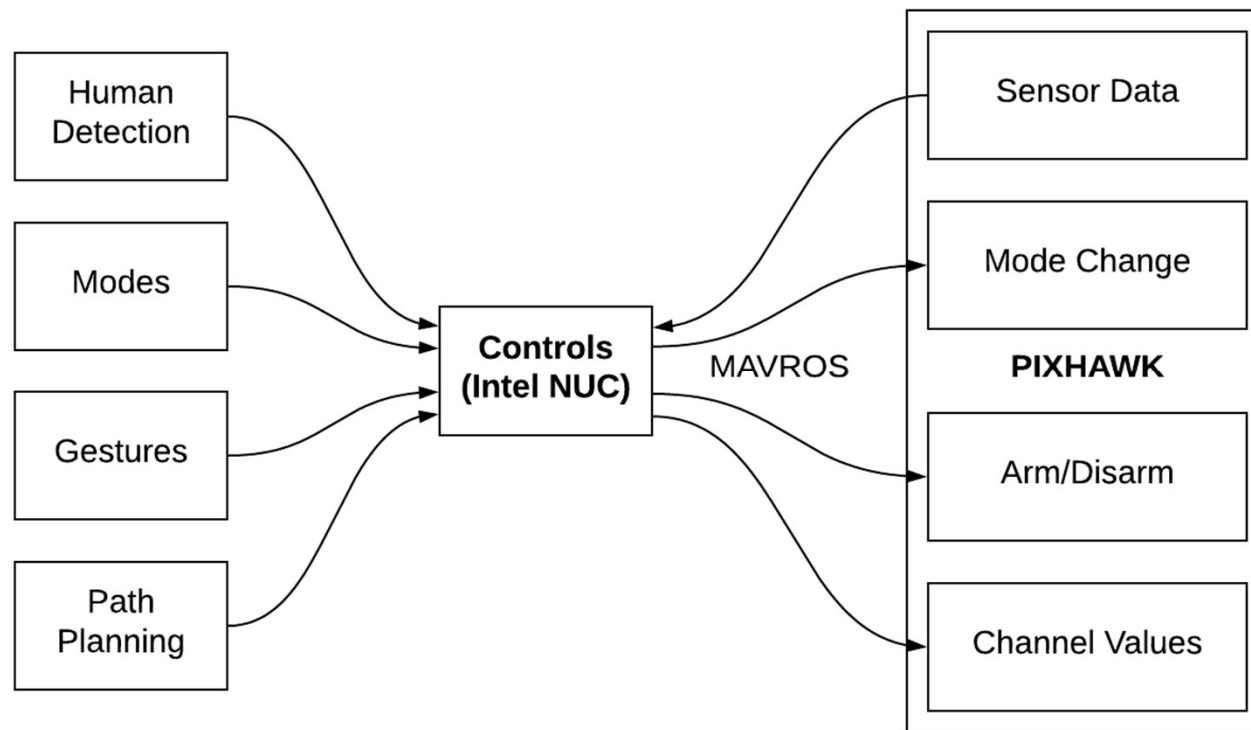 Human
Detection
Modes
Gestures
Path
Planning
Controls
(Intel NUC)
MAVROS
Sensor Data
Mode Change
PIXHAWK
Arm/Disarm
Channel Values